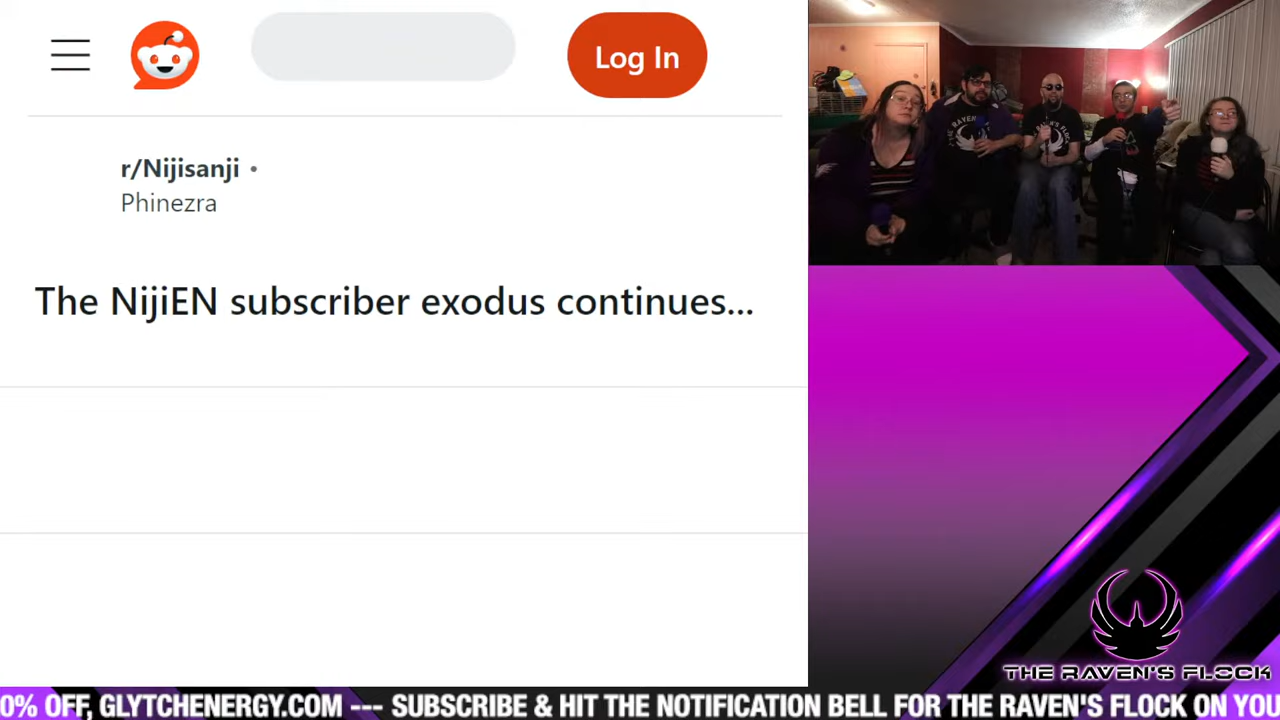 Log In
r/Nijisanji •
Phinezra
The NijiEN subscriber exodus continues...
THE RAVEN'S FLOCK
0% OFF, GLYTCHENERGY.COM --- SUBSCRIBE & HIT THE NOTIFICATION BELL FOR THE RAVEN'S FLOCK ON YOU